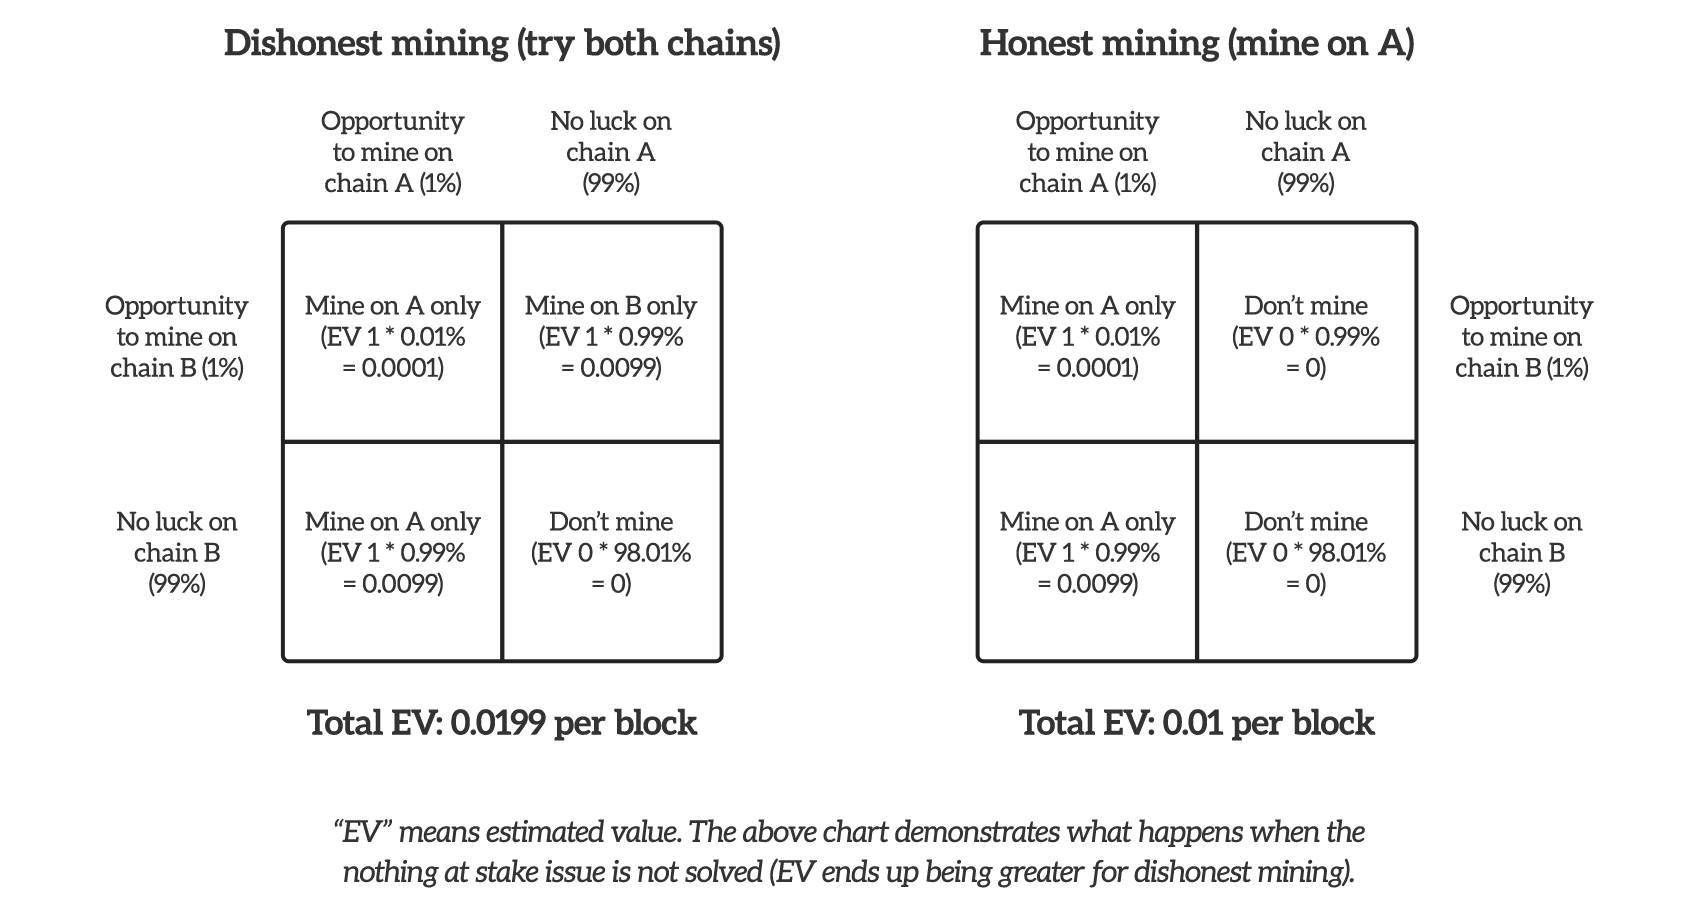 Dishonest mining (try both chains)
Opportunity
to mine on
chain A (1%)
No luck on
chain A
(99%)
Opportunity
to mine on
chain B (1%)
Mine on A only
(EV 1 * 0.01%
= 0.0001)
Mine on B only
(EV 1 * 0.99%
= 0.0099)
No luck on
chain B
(99%)
Mine on A only
(EV 1 * 0.99%
= 0.0099)
Don’t mine
(EV 0 * 98.01%
= 0)
Total EV: 0.0199 per block
Honest mining (mine on A)
Opportunity
to mine on
chain A (1%)
No luck on
chain A
(99%)
Mine on A only
(EV 1 * 0.01%
= 0.0001)
Don’t mine
(EV 0 * 0.99%
= 0)
Opportunity
to mine on
chain B (1%)
Mine on A only
(EV 1 * 0.99%
= 0.0099)
Don’t mine
(EV 0 * 98.01%
= 0)
No luck on
chain B
(99%)
Total EV: 0.01 per block
“EV” means estimated value. The above chart demonstrates what happens when the
nothing at stake issue is not solved (EV ends up being greater for dishonest mining).